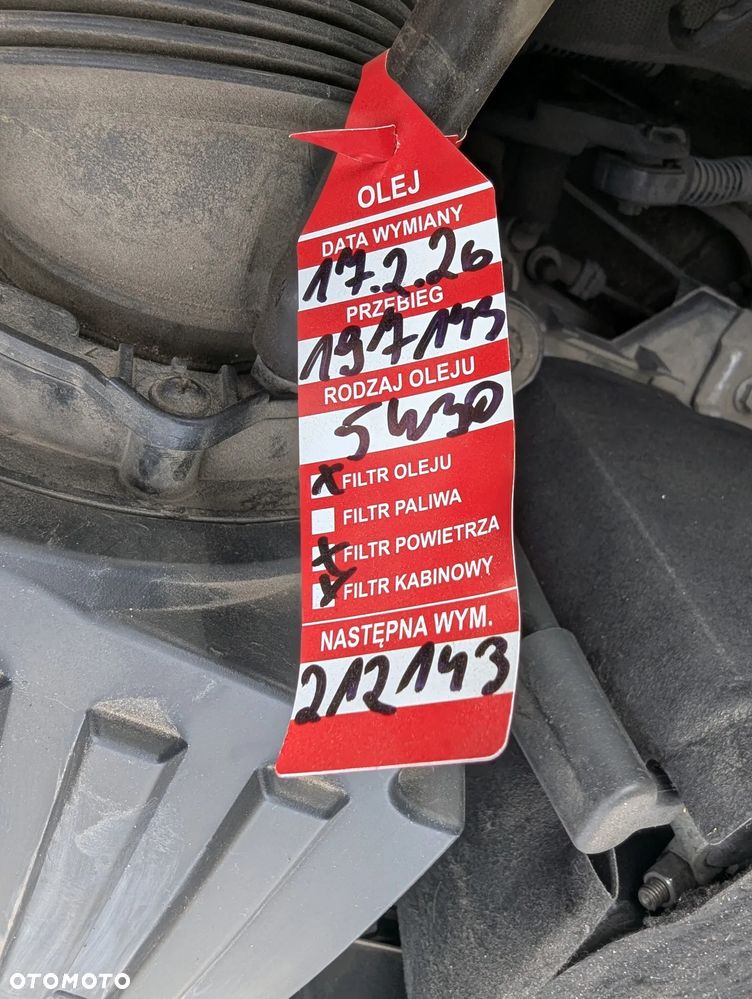 OLEJ
DATA WYMIANY
17.2.26
PRZEBIEG
197143
RODZAJ OLEJU
5W30
x FILTR OLEJU
FILTR PALIWA
x FILTR POWIETRZA
x FILTR KABINOWY
NASTĘPNA WYM.
212143
OTOMOTO